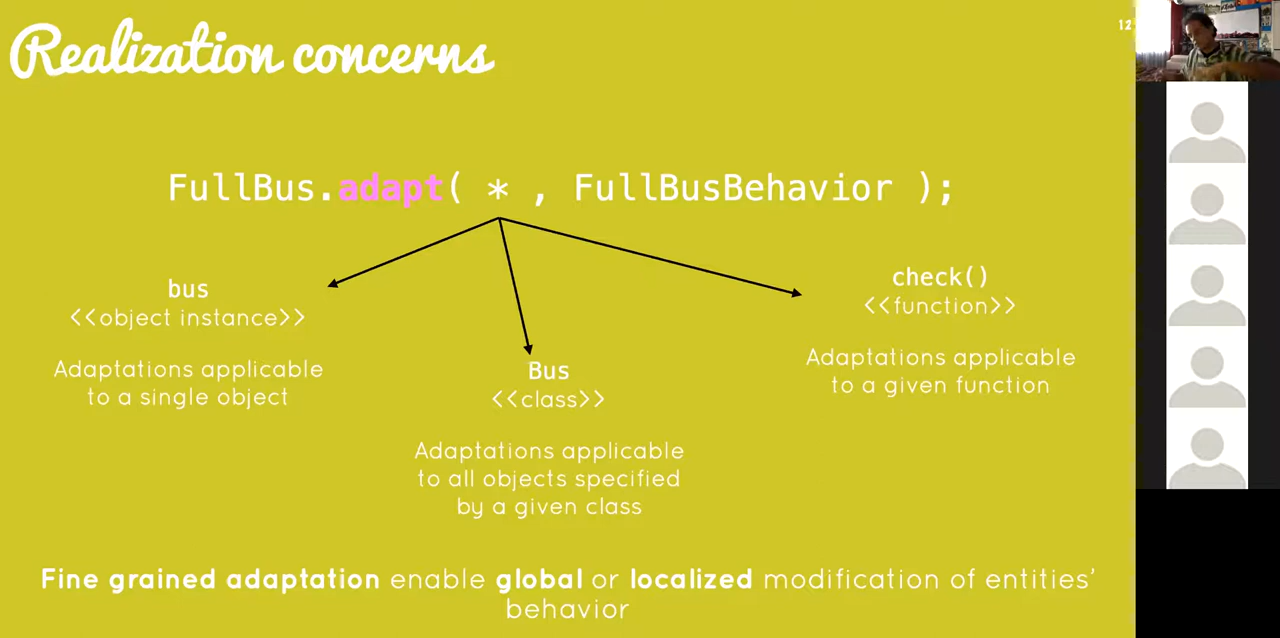 Realization concerns
12
FullBus.adapt( * , FullBusBehavior );
bus
<<object instance>>
Adaptations applicable
to a single object
Bus
<<class>>
Adaptations applicable
to all objects specified
by a given class
check()
<<function>>
Adaptations applicable
to a given function
Fine grained adaptation enable global or localized modification of entities’
behavior